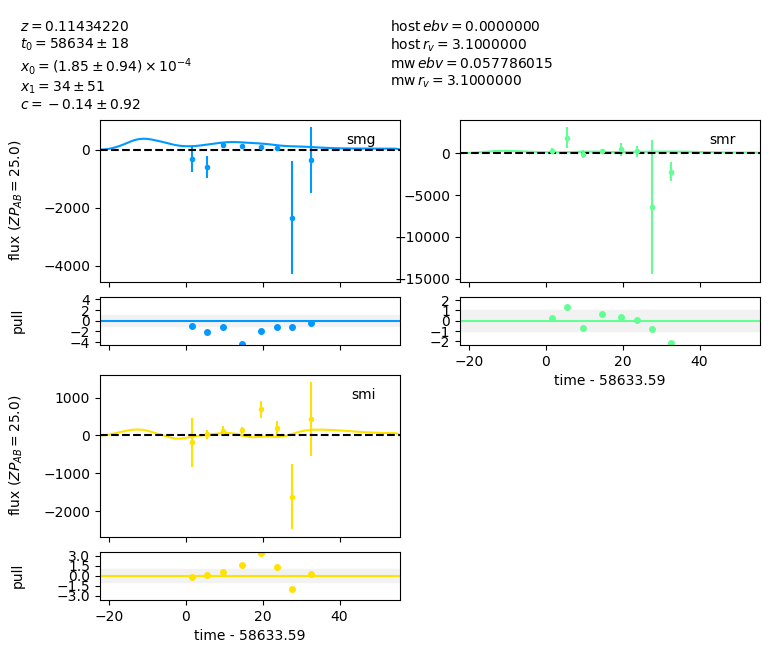 z = 0.11434220
t₀ = 58634 ± 18
x₀ = (1.85 ± 0.94) × 10⁻⁴
x₁ = 34 ± 51
c = −0.14 ± 0.92
host ebv = 0.0000000
host r_v = 3.1000000
mw ebv = 0.057786015
mw r_v = 3.1000000
smg
flux (ZP_AB = 25.0)
0
−2000
−4000
smr
0
−5000
−10000
−15000
pull
4
2
0
−2
−4
2
1
0
−1
−2
−20 0 20 40
time - 58633.59
smi
flux (ZP_AB = 25.0)
1000
0
−1000
−2000
pull
3.0
1.5
0.0
−1.5
−3.0
−20 0 20 40
time - 58633.59